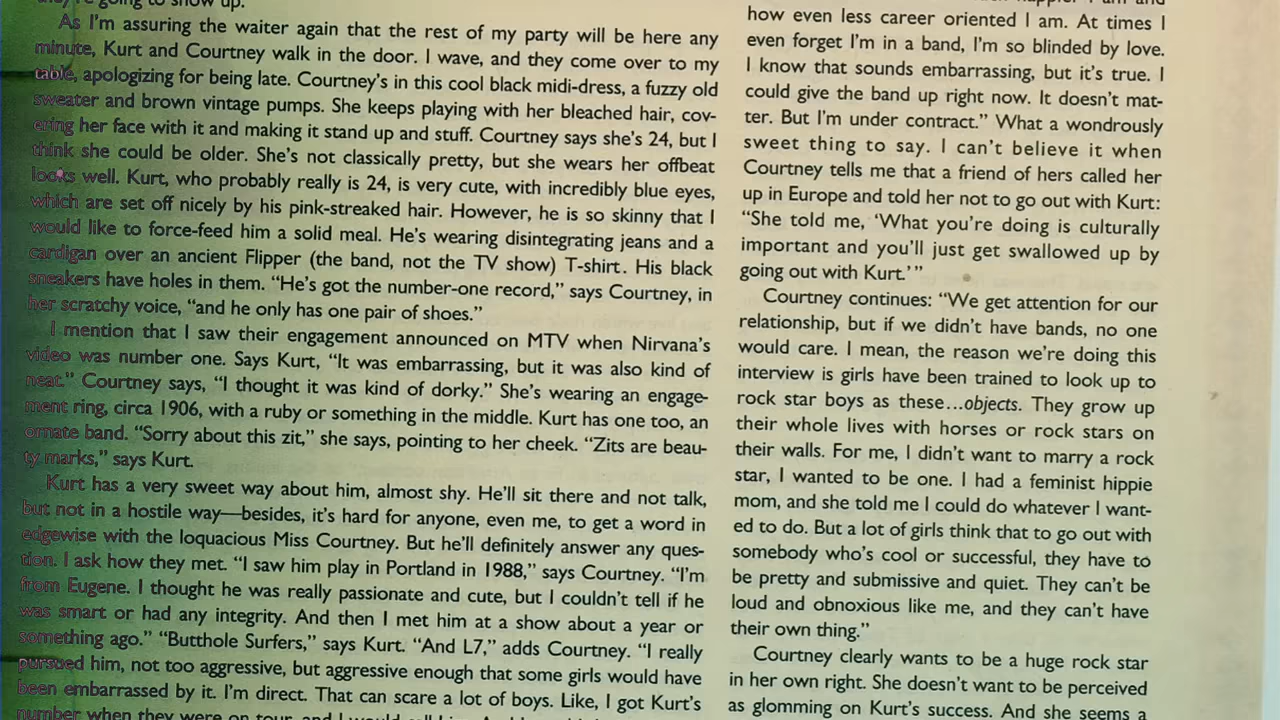 they're going to show up.
As I'm assuring the waiter again that the rest of my party will be here any
minute, Kurt and Courtney walk in the door. I wave, and they come over to my
table, apologizing for being late. Courtney's in this cool black midi-dress, a fuzzy old
sweater and brown vintage pumps. She keeps playing with her bleached hair, cov-
ering her face with it and making it stand up and stuff. Courtney says she's 24, but I
think she could be older. She's not classically pretty, but she wears her offbeat
looks well. Kurt, who probably really is 24, is very cute, with incredibly blue eyes,
which are set off nicely by his pink-streaked hair. However, he is so skinny that I
would like to force-feed him a solid meal. He's wearing disintegrating jeans and a
cardigan over an ancient Flipper (the band, not the TV show) T-shirt. His black
sneakers have holes in them. "He's got the number-one record," says Courtney, in
her scratchy voice, "and he only has one pair of shoes."
I mention that I saw their engagement announced on MTV when Nirvana's
video was number one. Says Kurt, "It was embarrassing, but it was also kind of
neat." Courtney says, "I thought it was kind of dorky." She's wearing an engage-
ment ring, circa 1906, with a ruby or something in the middle. Kurt has one too, an
ornate band. "Sorry about this zit," she says, pointing to her cheek. "Zits are beau-
ty marks," says Kurt.
Kurt has a very sweet way about him, almost shy. He'll sit there and not talk,
but not in a hostile way—besides, it's hard for anyone, even me, to get a word in
edgewise with the loquacious Miss Courtney. But he'll definitely answer any ques-
tion. I ask how they met. "I saw him play in Portland in 1988," says Courtney. "I'm
from Eugene. I thought he was really passionate and cute, but I couldn't tell if he
was smart or had any integrity. And then I met him at a show about a year or
something ago." "Butthole Surfers," says Kurt. "And L7," adds Courtney. "I really
pursued him, not too aggressive, but aggressive enough that some girls would have
been embarrassed by it. I'm direct. That can scare a lot of boys. Like, I got Kurt's
number when they were on tour, and I would call him.
how even less career oriented I am. At times I
even forget I'm in a band, I'm so blinded by love.
I know that sounds embarrassing, but it's true. I
could give the band up right now. It doesn't mat-
ter. But I'm under contract." What a wondrously
sweet thing to say. I can't believe it when
Courtney tells me that a friend of hers called her
up in Europe and told her not to go out with Kurt:
"She told me, 'What you're doing is culturally
important and you'll just get swallowed up by
going out with Kurt.'"
Courtney continues: "We get attention for our
relationship, but if we didn't have bands, no one
would care. I mean, the reason we're doing this
interview is girls have been trained to look up to
rock star boys as these...objects. They grow up
their whole lives with horses or rock stars on
their walls. For me, I didn't want to marry a rock
star, I wanted to be one. I had a feminist hippie
mom, and she told me I could do whatever I want-
ed to do. But a lot of girls think that to go out with
somebody who's cool or successful, they have to
be pretty and submissive and quiet. They can't be
loud and obnoxious like me, and they can't have
their own thing."
Courtney clearly wants to be a huge rock star
in her own right. She doesn't want to be perceived
as glomming on Kurt's success. And she seems a